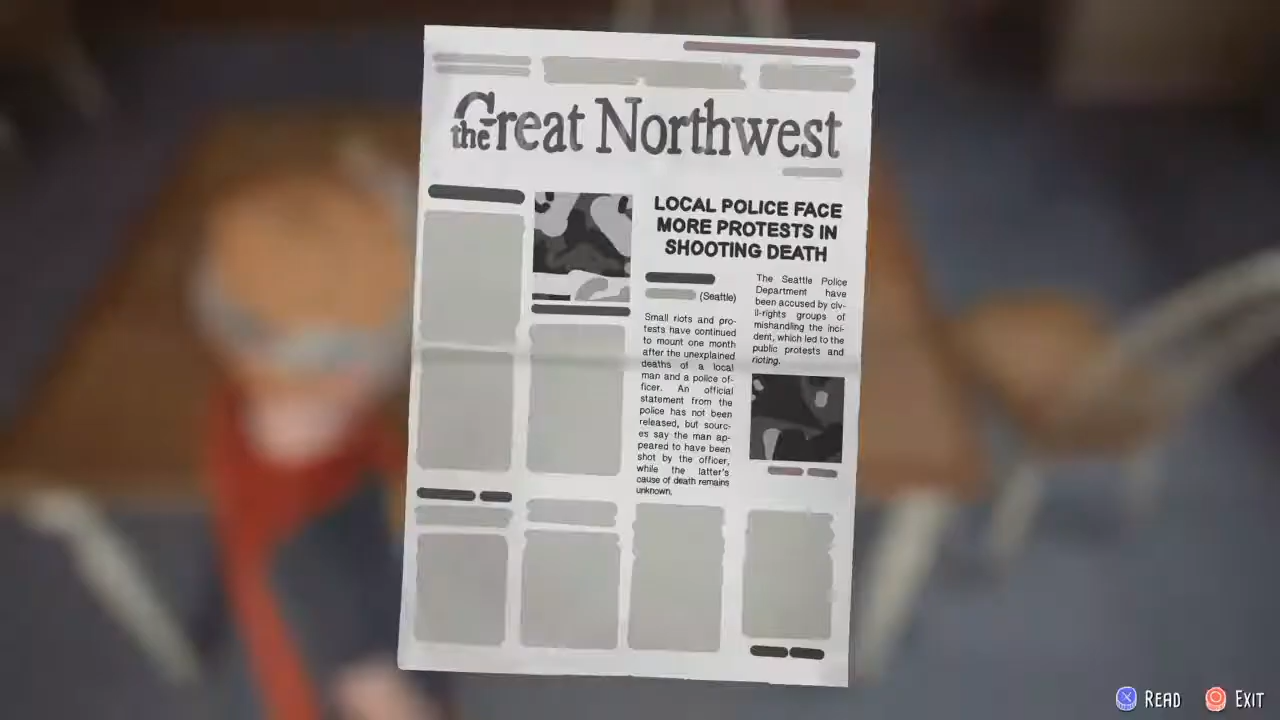 the Great Northwest
LOCAL POLICE FACE
MORE PROTESTS IN
SHOOTING DEATH
(Seattle)
Small riots and pro-
tests have continued
to mount one month
after the unexplained
deaths of a local
man and a police of-
ficer. An official
statement from the
police has not been
released, but sourc-
es say the man ap-
peared to have been
shot by the officer,
while the latter's
cause of death remains
unknown.
The Seattle Police
Department have
been accused by civ-
il-rights groups of
mishandling the inci-
dent, which led to the
public protests and
rioting.
READ
EXIT